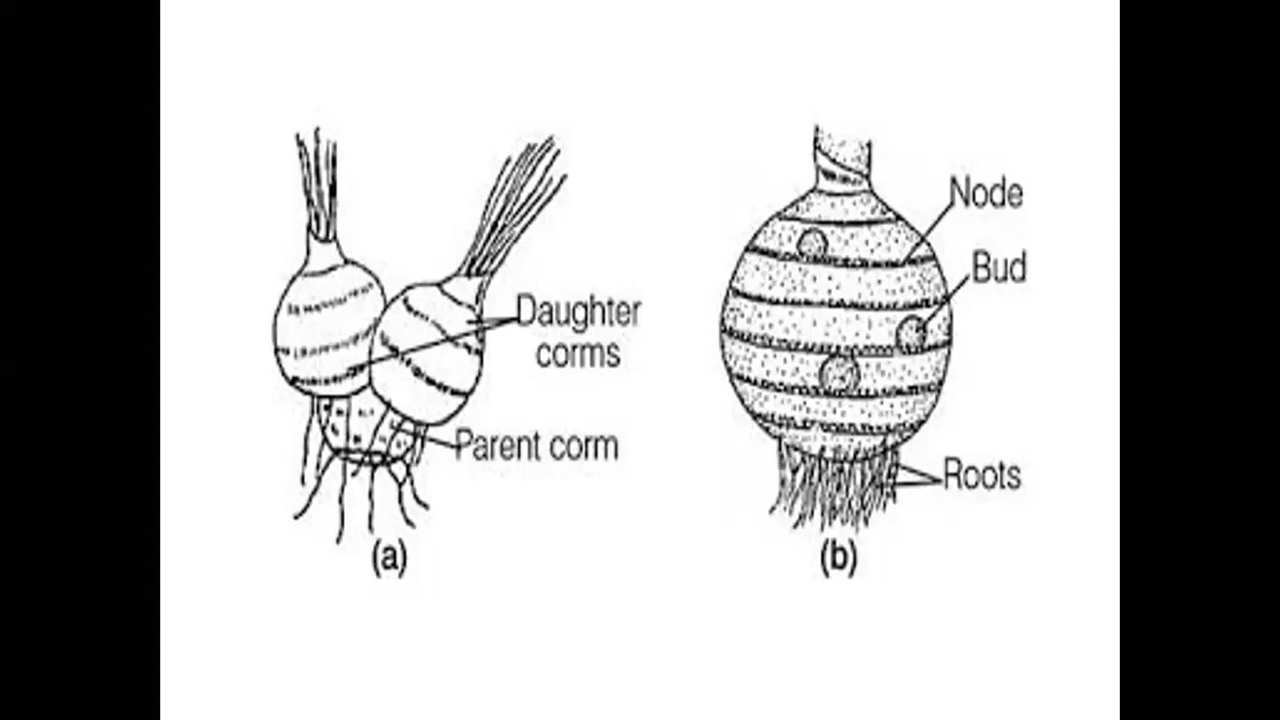 Daughter
corms
Parent corm
(a)
Node
Bud
Roots
(b)